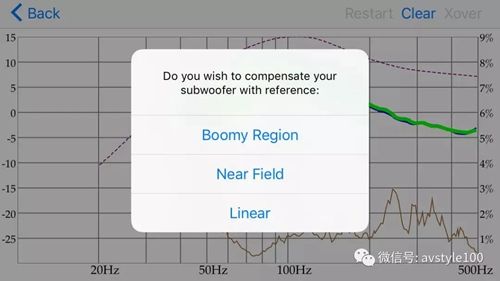 Back
Restart Clear Xover
Do you wish to compensate your
subwoofer with reference:
Boomy Region
Near Field
Linear
15
10
5
0
-5
-10
-15
-20
-25
9%
8%
7%
6%
5%
4%
3%
2%
1%
20Hz 50Hz 100Hz 500Hz
微信号: avstyle100